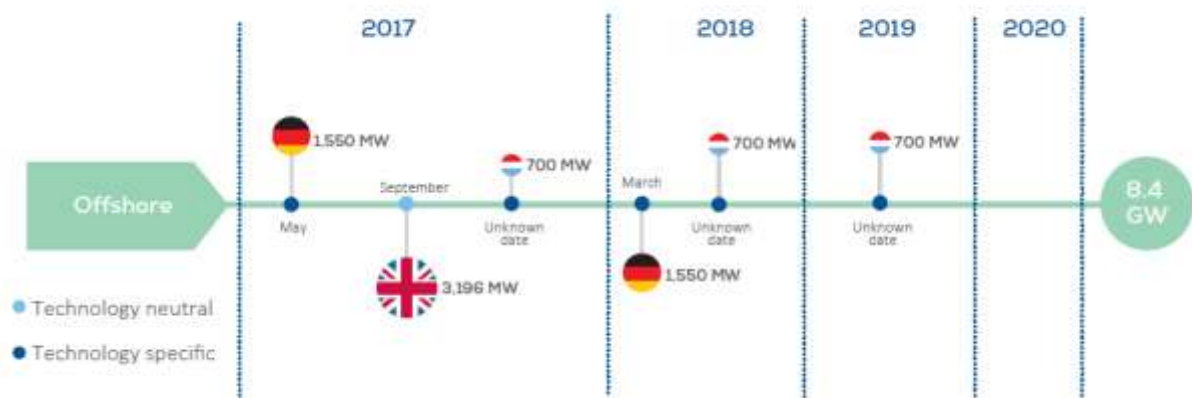 2017
2018
2019
2020
1,550 MW
700 MW
700 MW
700 MW
September
March
Offshore
8.4
GW
May
Unknown
date
Unknown
date
Unknown
date
3,196 MW
1,550 MW
Technology neutral
Technology specific